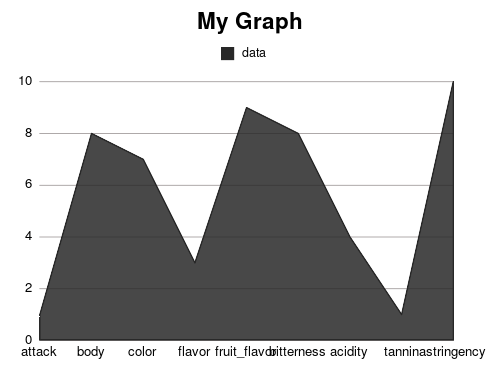 My Graph
data
10
8
6
4
2
0
attack body color flavor fruit_flavor bitterness acidity tannin astringency